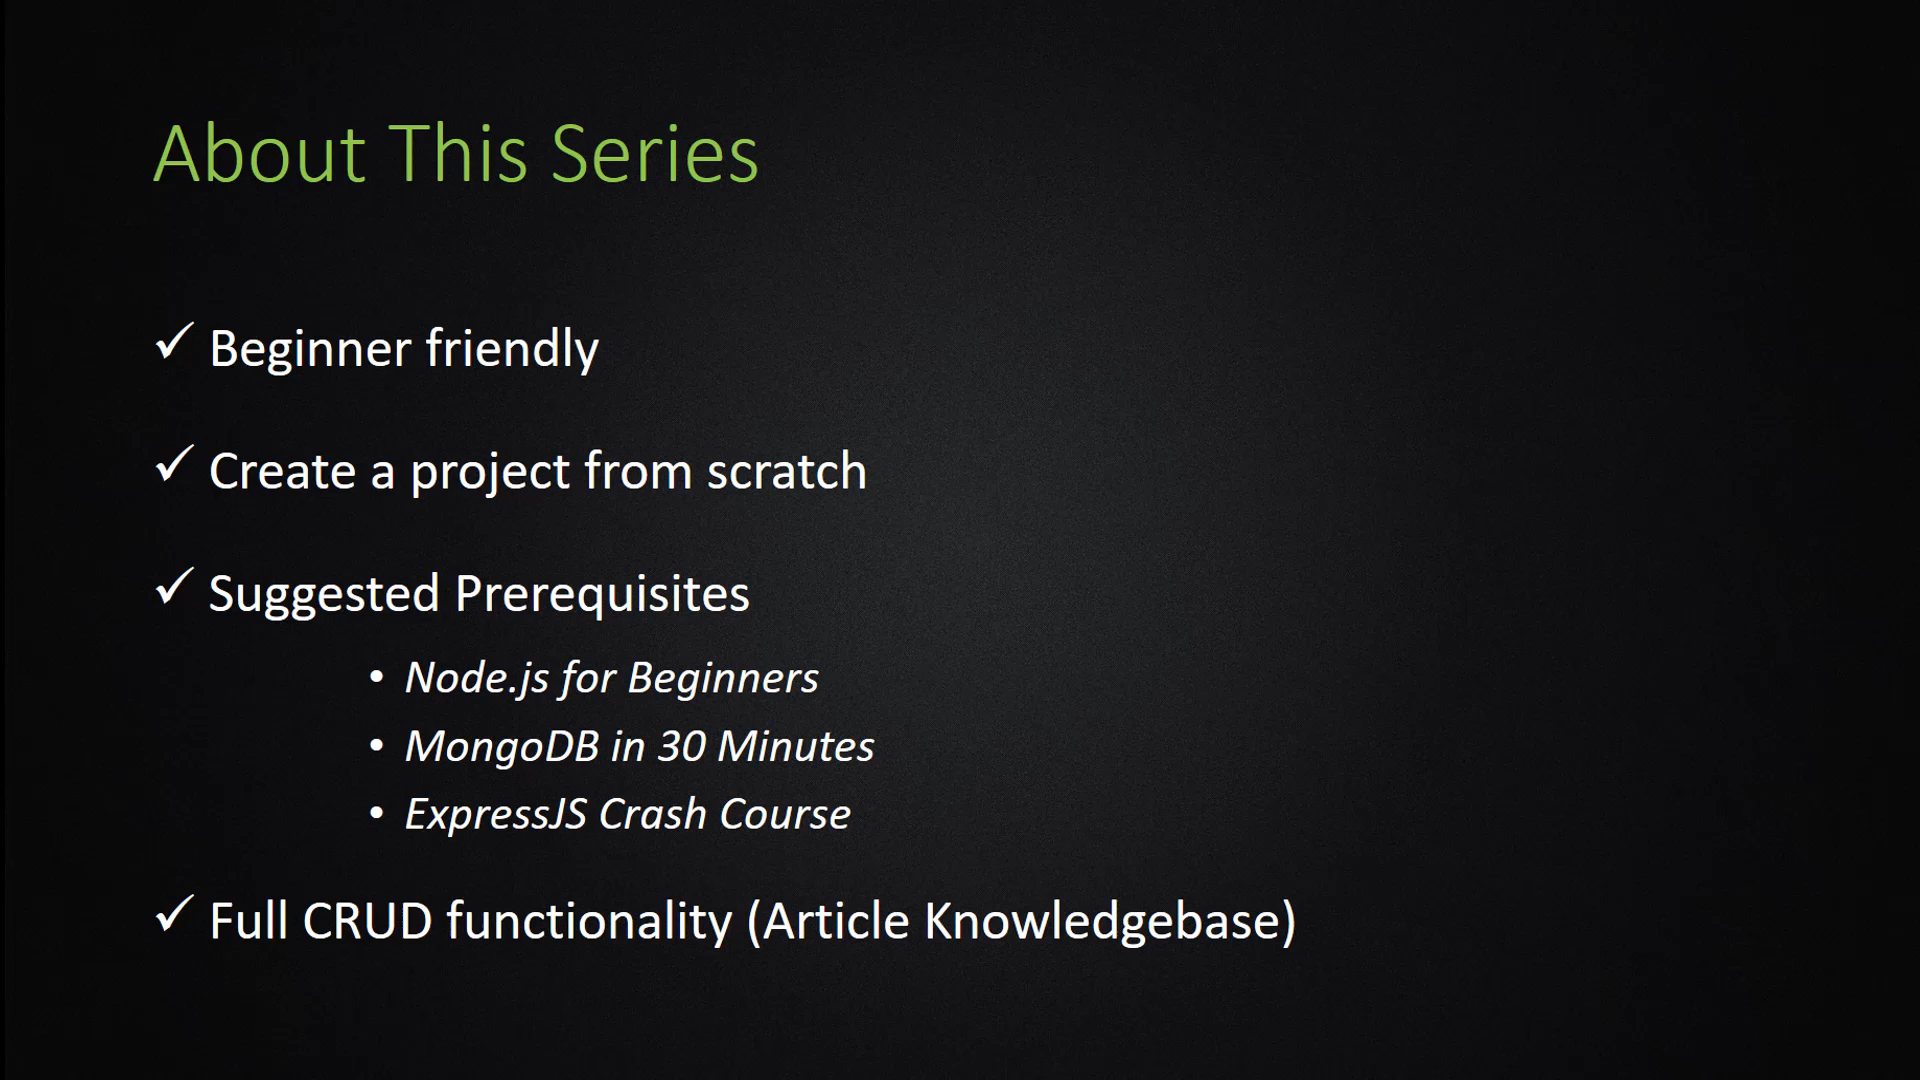 About This Series
✓ Beginner friendly
✓ Create a project from scratch
✓ Suggested Prerequisites
• Node.js for Beginners
• MongoDB in 30 Minutes
• ExpressJS Crash Course
✓ Full CRUD functionality (Article Knowledgebase)